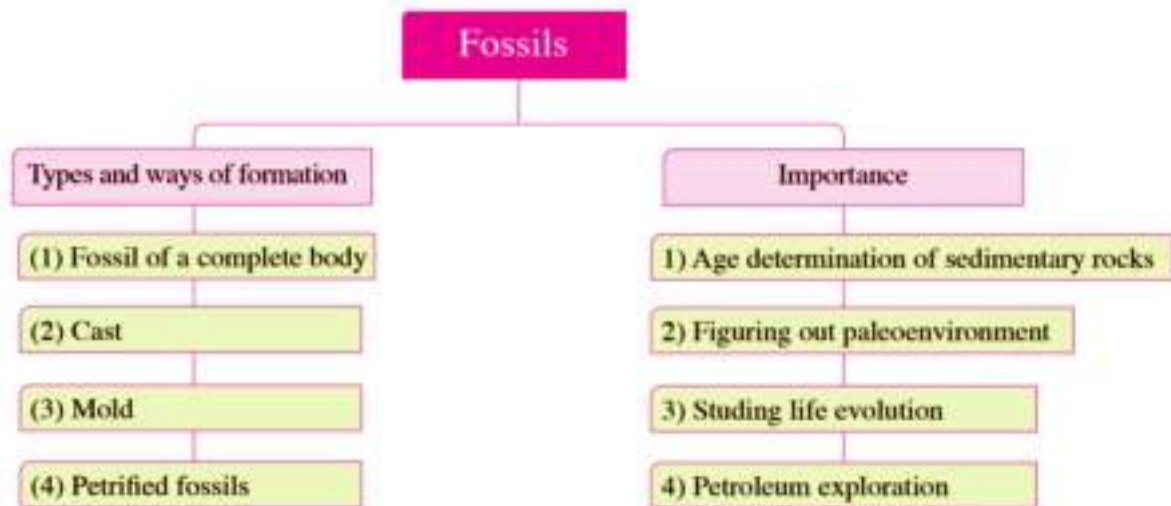 Fossils
Types and ways of formation
(1) Fossil of a complete body
(2) Cast
(3) Mold
(4) Petrified fossils
Importance
1) Age determination of sedimentary rocks
2) Figuring out paleoenvironment
3) Studing life evolution
4) Petroleum exploration